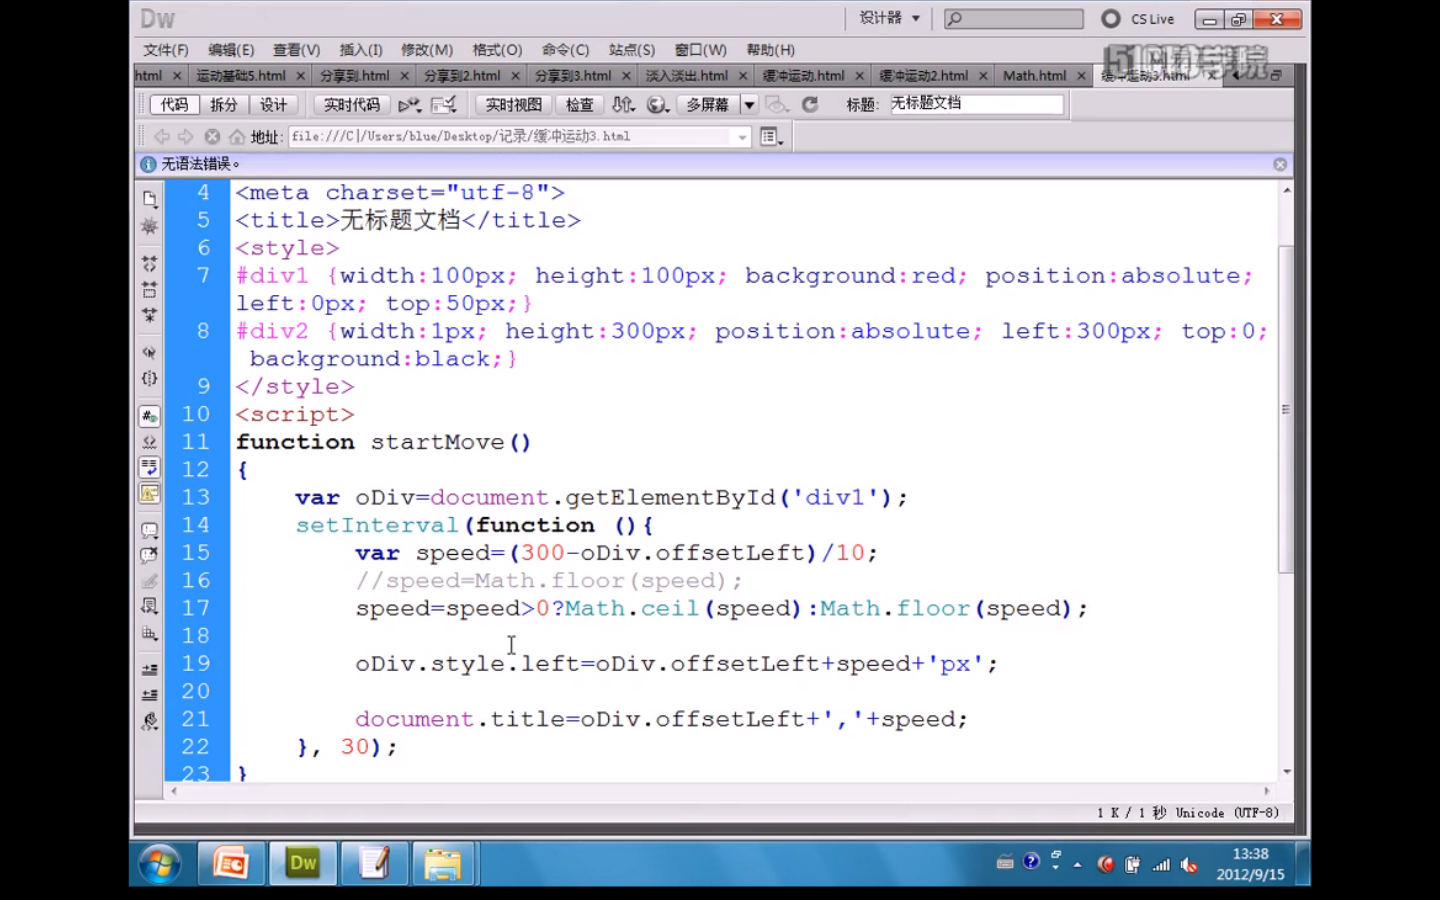 Dw
设计器
CS Live
文件(F) 编辑(E) 查看(V) 插入(I) 修改(M) 格式(O) 命令(C) 站点(S) 窗口(W) 帮助(H)
51CTO学院
html 运动基础5.html 分享到.html 分享到2.html 分享到3.html 淡入淡出.html 缓冲运动.html 缓冲运动2.html Math.html 缓冲运动3.html
代码 拆分 设计 实时代码 实时视图 检查 多屏幕 标题: 无标题文档
地址: file:///C|/Users/blue/Desktop/记录/缓冲运动3.html
无语法错误。
4 <meta charset="utf-8">
5 <title>无标题文档</title>
6 <style>
7 #div1 {width:100px; height:100px; background:red; position:absolute;
left:0px; top:50px;}
8 #div2 {width:1px; height:300px; position:absolute; left:300px; top:0;
background:black;}
9 </style>
10 <script>
11 function startMove()
12 {
13 var oDiv=document.getElementById('div1');
14 setInterval(function (){
15 var speed=(300-oDiv.offsetLeft)/10;
16 //speed=Math.floor(speed);
17 speed=speed>0?Math.ceil(speed):Math.floor(speed);
18
19 oDiv.style.left=oDiv.offsetLeft+speed+'px';
20
21 document.title=oDiv.offsetLeft+','+speed;
22 }, 30);
23 }
1 K / 1 秒 Unicode (UTF-8)
Dw
13:38
2012/9/15